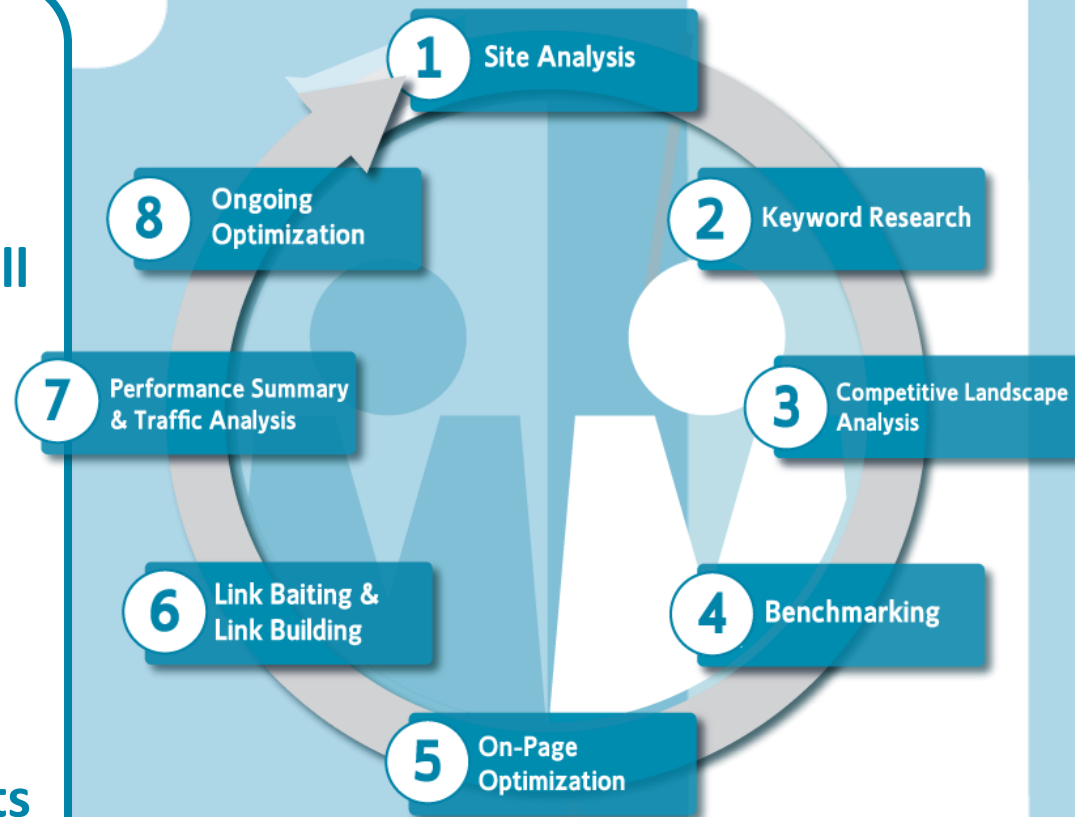 1
Site Analysis
2
Keyword Research
3
Competitive Landscape
Analysis
4
Benchmarking
5
On-Page
Optimization
6
Link Baiting &
Link Building
7
Performance Summary
& Traffic Analysis
8
Ongoing
Optimization